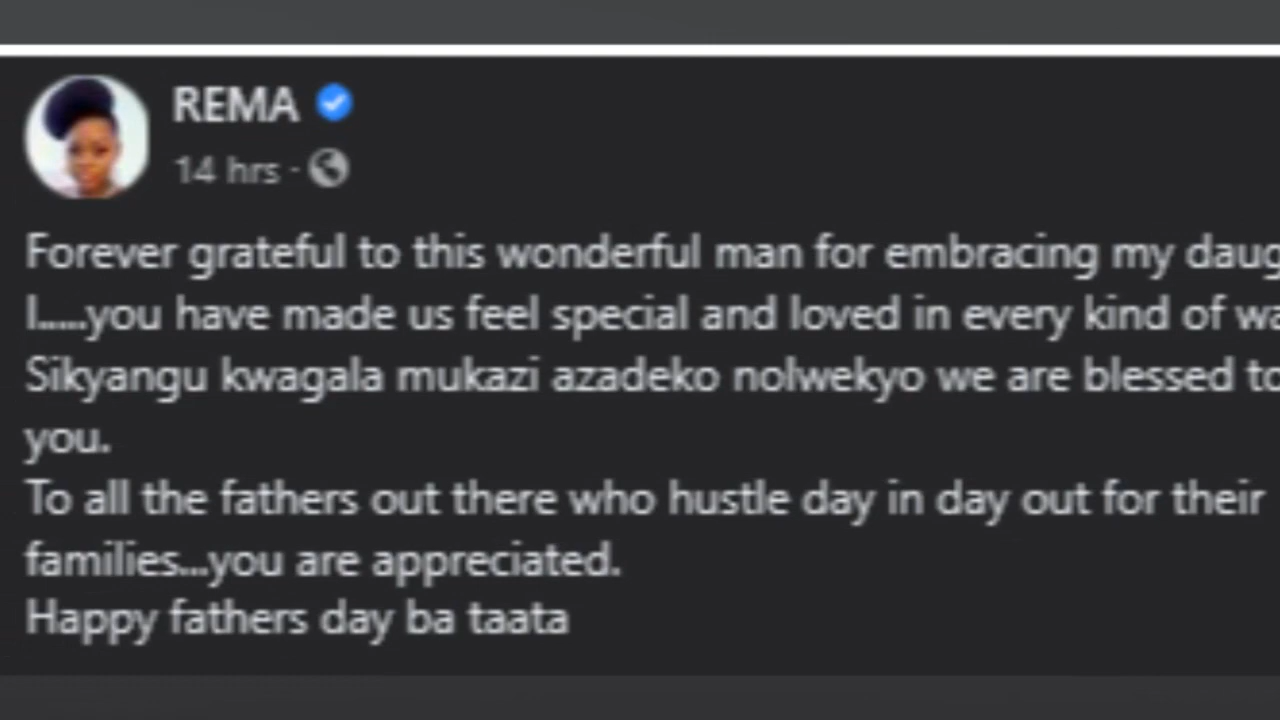 REMA
14 hrs ·
Forever grateful to this wonderful man for embracing my
I......you have made us feel special and loved in every kind of
Sikyangu kwagala mukazi azadeko nolwekyo we are blessed to
you.
To all the fathers out there who hustle day in day out for their
families...you are appreciated.
Happy fathers day ba taata